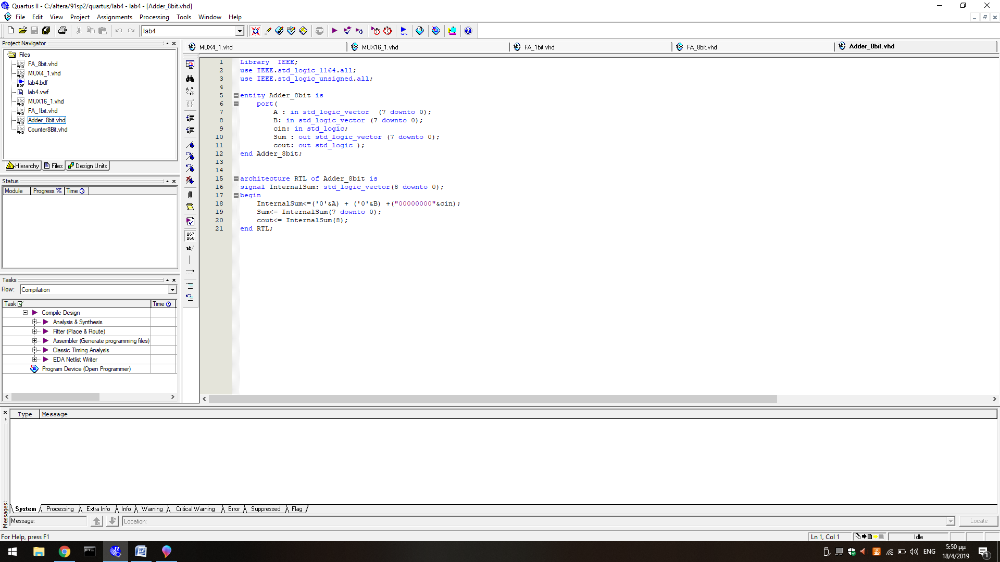 Quartus II - C:/altera/91sp2/quartus/lab4 - lab4 - [Adder_8bit.vhd]
File Edit View Project Assignments Processing Tools Window Help
lab4
Project Navigator
Files
FA_8bit.vhd
MUX4_1.vhd
lab4.bdf
lab4.vwf
MUX16_1.vhd
FA_1bit.vhd
Adder_8bit.vhd
Counter8Bit.vhd
Hierarchy Files Design Units
Status
Module Progress % Time
Tasks
Flow: Compilation
Task Time
Compile Design
Analysis & Synthesis
Fitter (Place & Route)
Assembler (Generate programming files)
Classic Timing Analysis
EDA Netlist Writer
Program Device (Open Programmer)
MUX4_1.vhd MUX16_1.vhd FA_1bit.vhd FA_8bit.vhd Adder_8bit.vhd
1 Library  IEEE;
2 use IEEE.std_logic_1164.all;
3 use IEEE.std_logic_unsigned.all;
4
5 entity Adder_8bit is
6 port(
7 A : in std_logic_vector  (7 downto 0);
8 B: in std_logic_vector (7 downto 0);
9 cin: in std_logic;
10 Sum : out std_logic_vector (7 downto 0);
11 cout: out std_logic );
12 end Adder_8bit;
13
14
15 architecture RTL of Adder_8bit is
16 signal InternalSum: std_logic_vector(8 downto 0);
17 begin
18 InternalSum<=('0'&A) + ('0'&B) +("00000000"&cin);
19 Sum<= InternalSum(7 downto 0);
20 cout<= InternalSum(8);
21 end RTL;
267
268
ab/
Type Message
System Processing Extra Info Info Warning Critical Warning Error Suppressed Flag
Messages
Message: Location: Locate
For Help, press F1
Ln 1, Col 1 Idle
ENG
5:50 μμ
18/4/2019
1